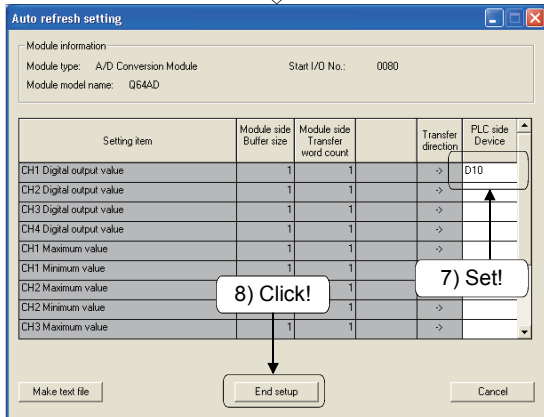 Auto refresh setting
Module information
Module type: A/D Conversion Module Start I/O No.: 0080
Module model name: Q64AD
Setting item Module side Buffer size Module side Transfer word count Transfer direction PLC side Device
CH1 Digital output value 1 1 -> D10
CH2 Digital output value 1 1 ->
CH3 Digital output value 1 1 ->
CH4 Digital output value 1 1 ->
CH1 Maximum value 1 1 ->
CH1 Minimum value 1 1
7) Set!
CH2 Maximum value
8) Click!
CH2 Minimum value 1 ->
CH3 Maximum value 1 1 ->
Make text file End setup Cancel